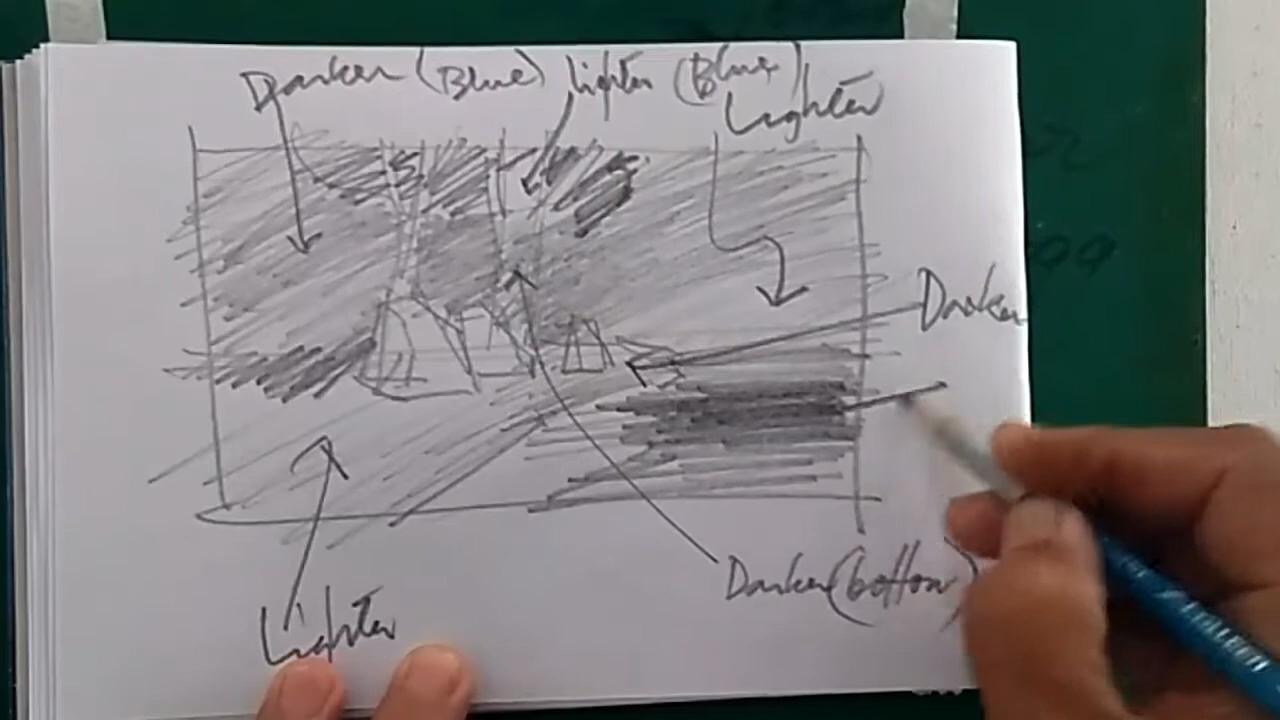 Darker (Blue) lighter (Blue)
Lighter
Darker
Darker (bottom)
Lighter